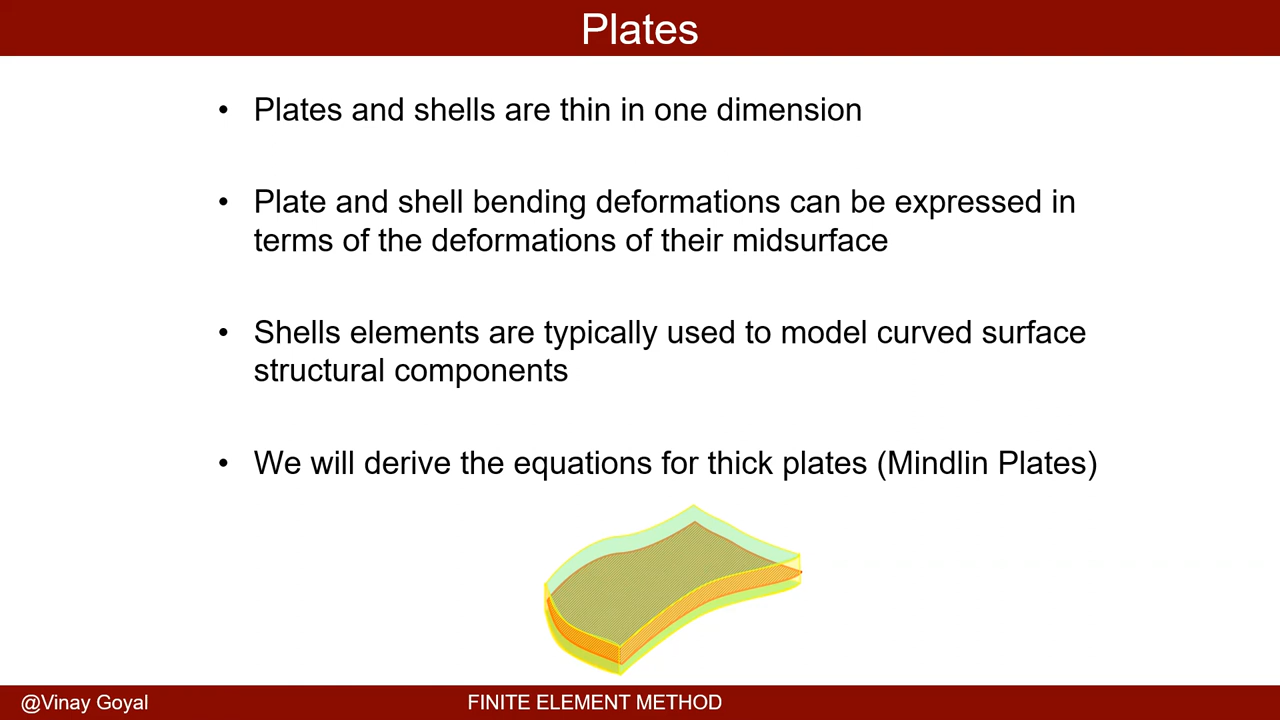 Plates
• Plates and shells are thin in one dimension
• Plate and shell bending deformations can be expressed in
terms of the deformations of their midsurface
• Shells elements are typically used to model curved surface
structural components
• We will derive the equations for thick plates (Mindlin Plates)
@Vinay Goyal
FINITE ELEMENT METHOD